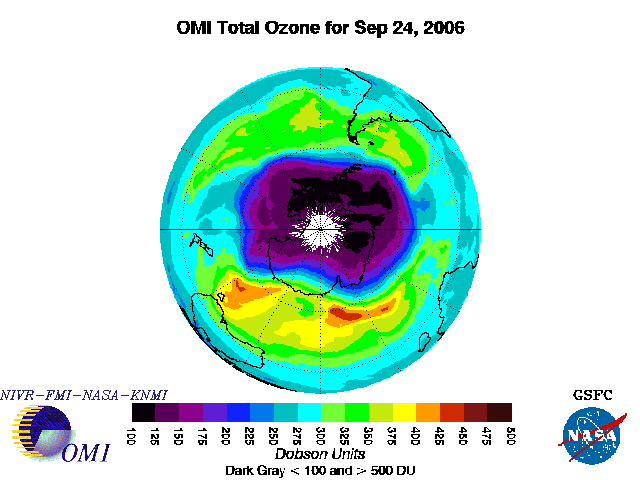 OMI Total Ozone for Sep 24, 2006
NIVR-FMI-NASA-KNMI
OMI
GSFC
NASA
100 125 150 175 200 225 250 275 300 325 350 375 400 425 450 475 500
Dobson Units
Dark Gray < 100 and > 500 DU